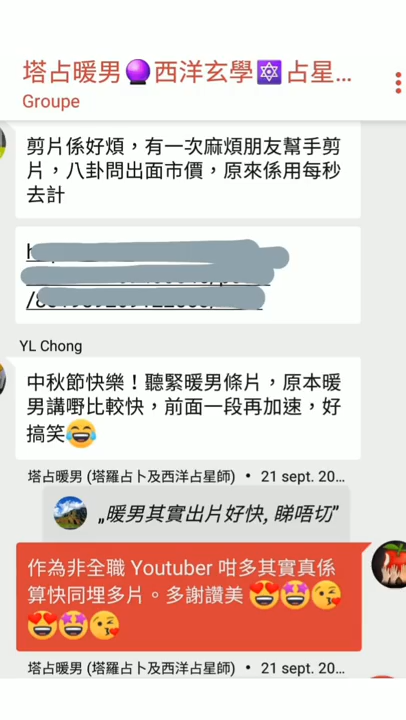 塔占暖男🔮西洋玄學🔯占星...
Groupe
剪片係好煩，有一次麻煩朋友幫手剪
片，八卦問出面市價，原來係用每秒
去計
YL Chong
中秋節快樂！聽緊暖男條片，原本暖
男講嘢比較快，前面一段再加速，好
搞笑😂
塔占暖男 (塔羅占卜及西洋占星師) • 21 sept. 20...
„暖男其實出片好快, 睇唔切"
作為非全職 Youtuber 咁多其實真係
算快同埋多片。多謝讚美 😍🤩😘
😍🤩😘
塔占暖男 (塔羅占卜及西洋占星師) • 21 sept. 20...